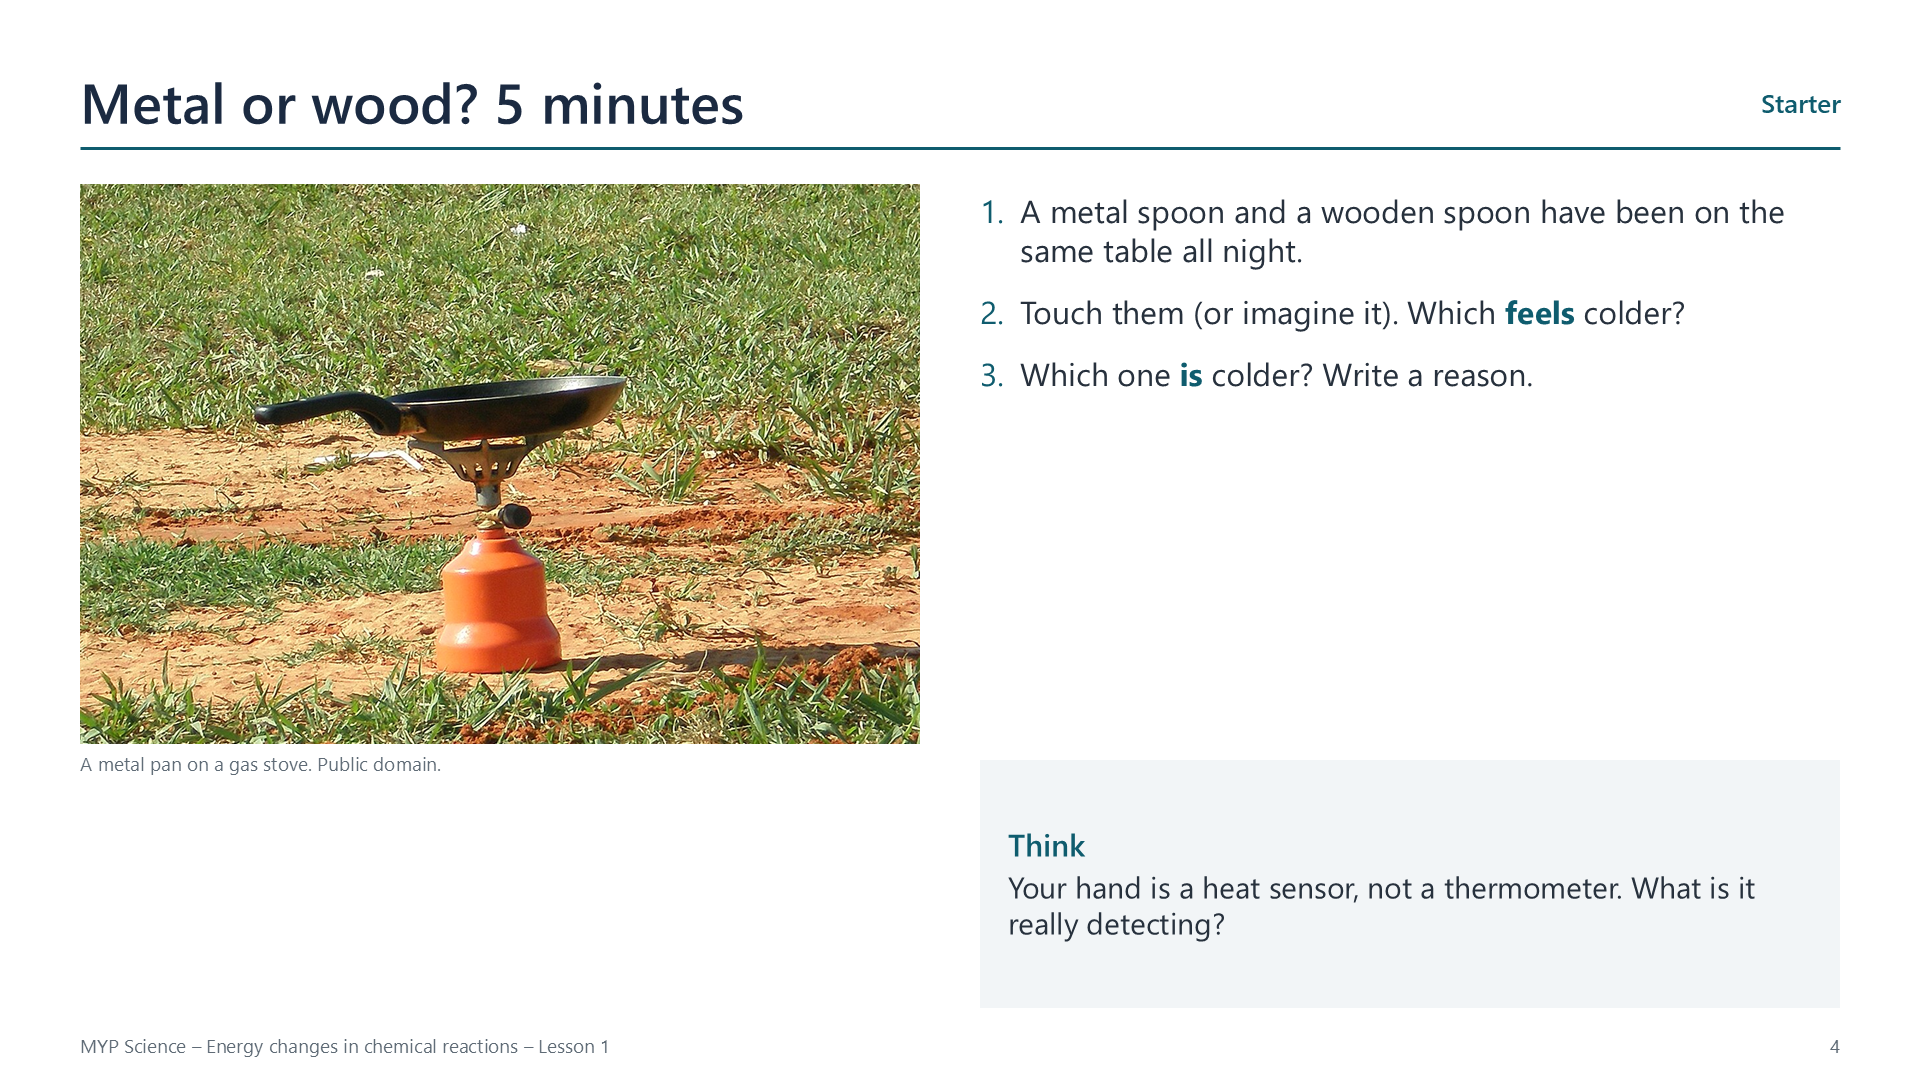 Metal or wood? 5 minutes
Starter
1. A metal spoon and a wooden spoon have been on the
same table all night.
2. Touch them (or imagine it). Which feels colder?
3. Which one is colder? Write a reason.
A metal pan on a gas stove. Public domain.
Think
Your hand is a heat sensor, not a thermometer. What is it
really detecting?
MYP Science – Energy changes in chemical reactions – Lesson 1
4